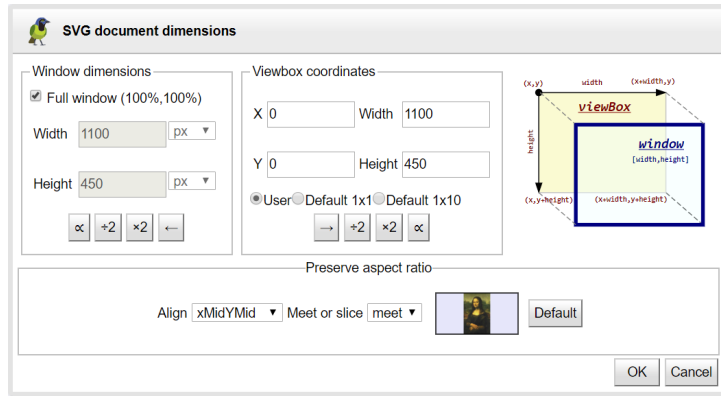 SVG document dimensions
Window dimensions
Full window (100%,100%)
Width 1100 px
Height 450 px
∝ ÷2 ×2 ←
Viewbox coordinates
X 0 Width 1100
Y 0 Height 450
User Default 1x1 Default 1x10
→ ÷2 ×2 ∝
(x,y) width (x+width,y)
viewBox
height
window
[width,height]
(x,y+height) (x+width,y+height)
Preserve aspect ratio
Align xMidYMid Meet or slice meet Default
OK Cancel